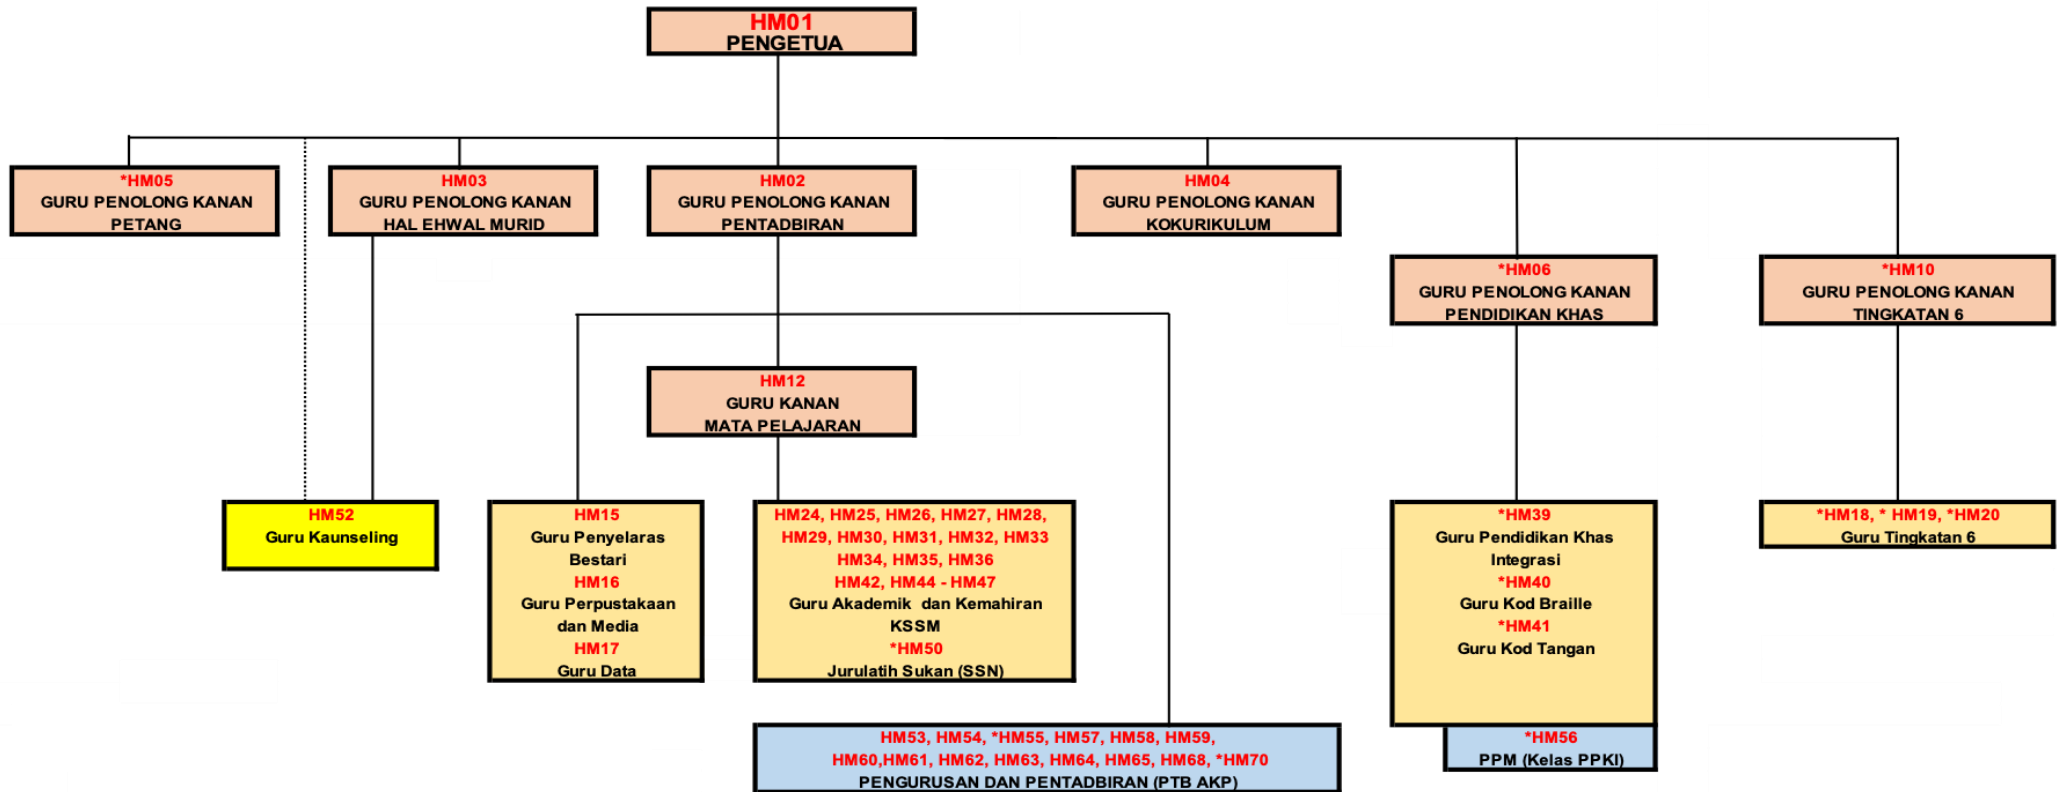 HM01
PENGETUA
*HM05
GURU PENOLONG KANAN
PETANG
HM03
GURU PENOLONG KANAN
HAL EHWAL MURID
HM02
GURU PENOLONG KANAN
PENTADBIRAN
HM04
GURU PENOLONG KANAN
KOKURIKULUM
*HM06
GURU PENOLONG KANAN
PENDIDIKAN KHAS
*HM10
GURU PENOLONG KANAN
TINGKATAN 6
HM12
GURU KANAN
MATA PELAJARAN
HM52
Guru Kaunseling
HM15
Guru Penyelaras
Bestari
HM16
Guru Perpustakaan
dan Media
HM17
Guru Data
HM24, HM25, HM26, HM27, HM28,
HM29, HM30, HM31, HM32, HM33
HM34, HM35, HM36
HM42, HM44 - HM47
Guru Akademik  dan Kemahiran
KSSM
*HM50
Jurulatih Sukan (SSN)
*HM39
Guru Pendidikan Khas
Integrasi
*HM40
Guru Kod Braille
*HM41
Guru Kod Tangan
*HM18, * HM19, *HM20
Guru Tingkatan 6
HM53, HM54, *HM55, HM57, HM58, HM59,
HM60,HM61, HM62, HM63, HM64, HM65, HM68, *HM70
PENGURUSAN DAN PENTADBIRAN (PTB AKP)
*HM56
PPM (Kelas PPKI)